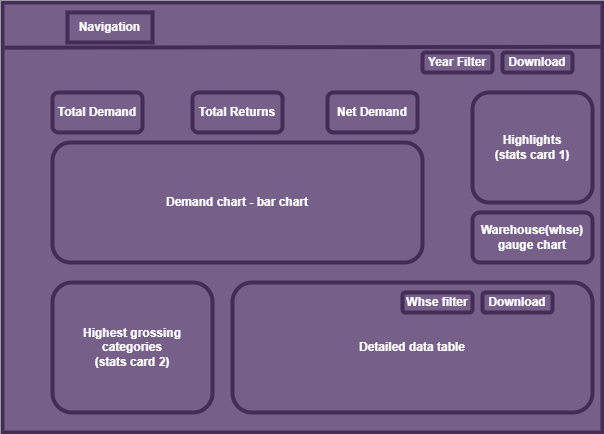 Navigation
Year Filter
Download
Total Demand
Total Returns
Net Demand
Highlights
(stats card 1)
Demand chart - bar chart
Warehouse(whse)
gauge chart
Whse filter
Download
Highest grossing
categories
(stats card 2)
Detailed data table